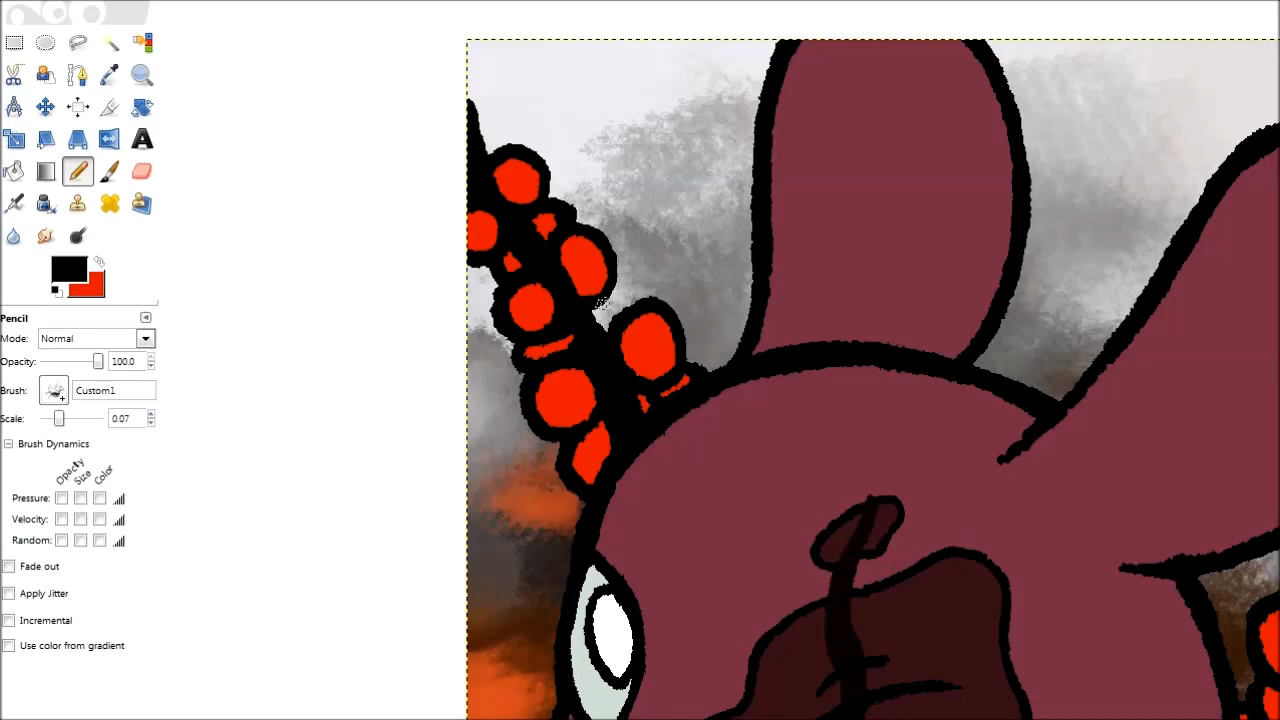 Pencil
Mode: Normal
Opacity: 100.0
Brush: Custom1
Scale: 0.07
Brush Dynamics
Opacity Size Color
Pressure:
Velocity:
Random:
Fade out
Apply Jitter
Incremental
Use color from gradient